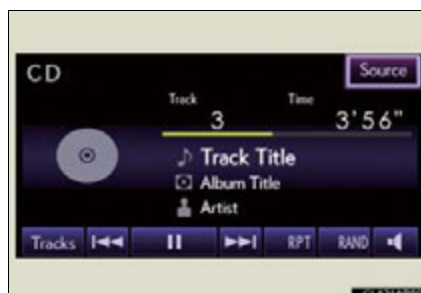 CD Source
Track Time
3 3'56"
Track Title
Album Title
Artist
Tracks RPT RAND